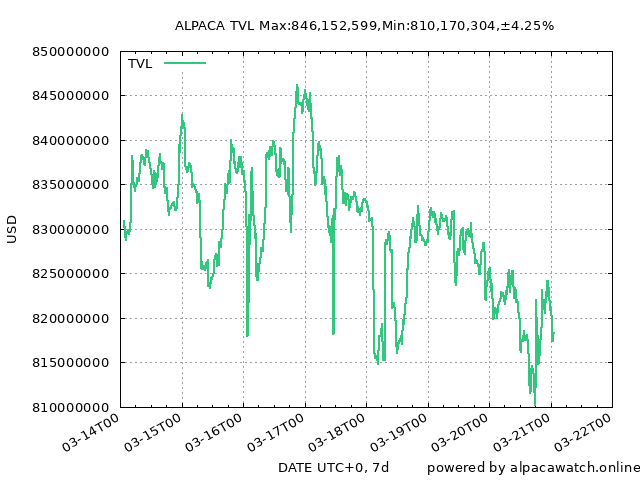 ALPACA TVL Max:846,152,599,Min:810,170,304,±4.25%
TVL
850000000
845000000
840000000
835000000
830000000
825000000
820000000
815000000
810000000
USD
03-14T00
03-15T00
03-16T00
03-17T00
03-18T00
03-19T00
03-20T00
03-21T00
03-22T00
DATE UTC+0, 7d
powered by alpacawatch.online